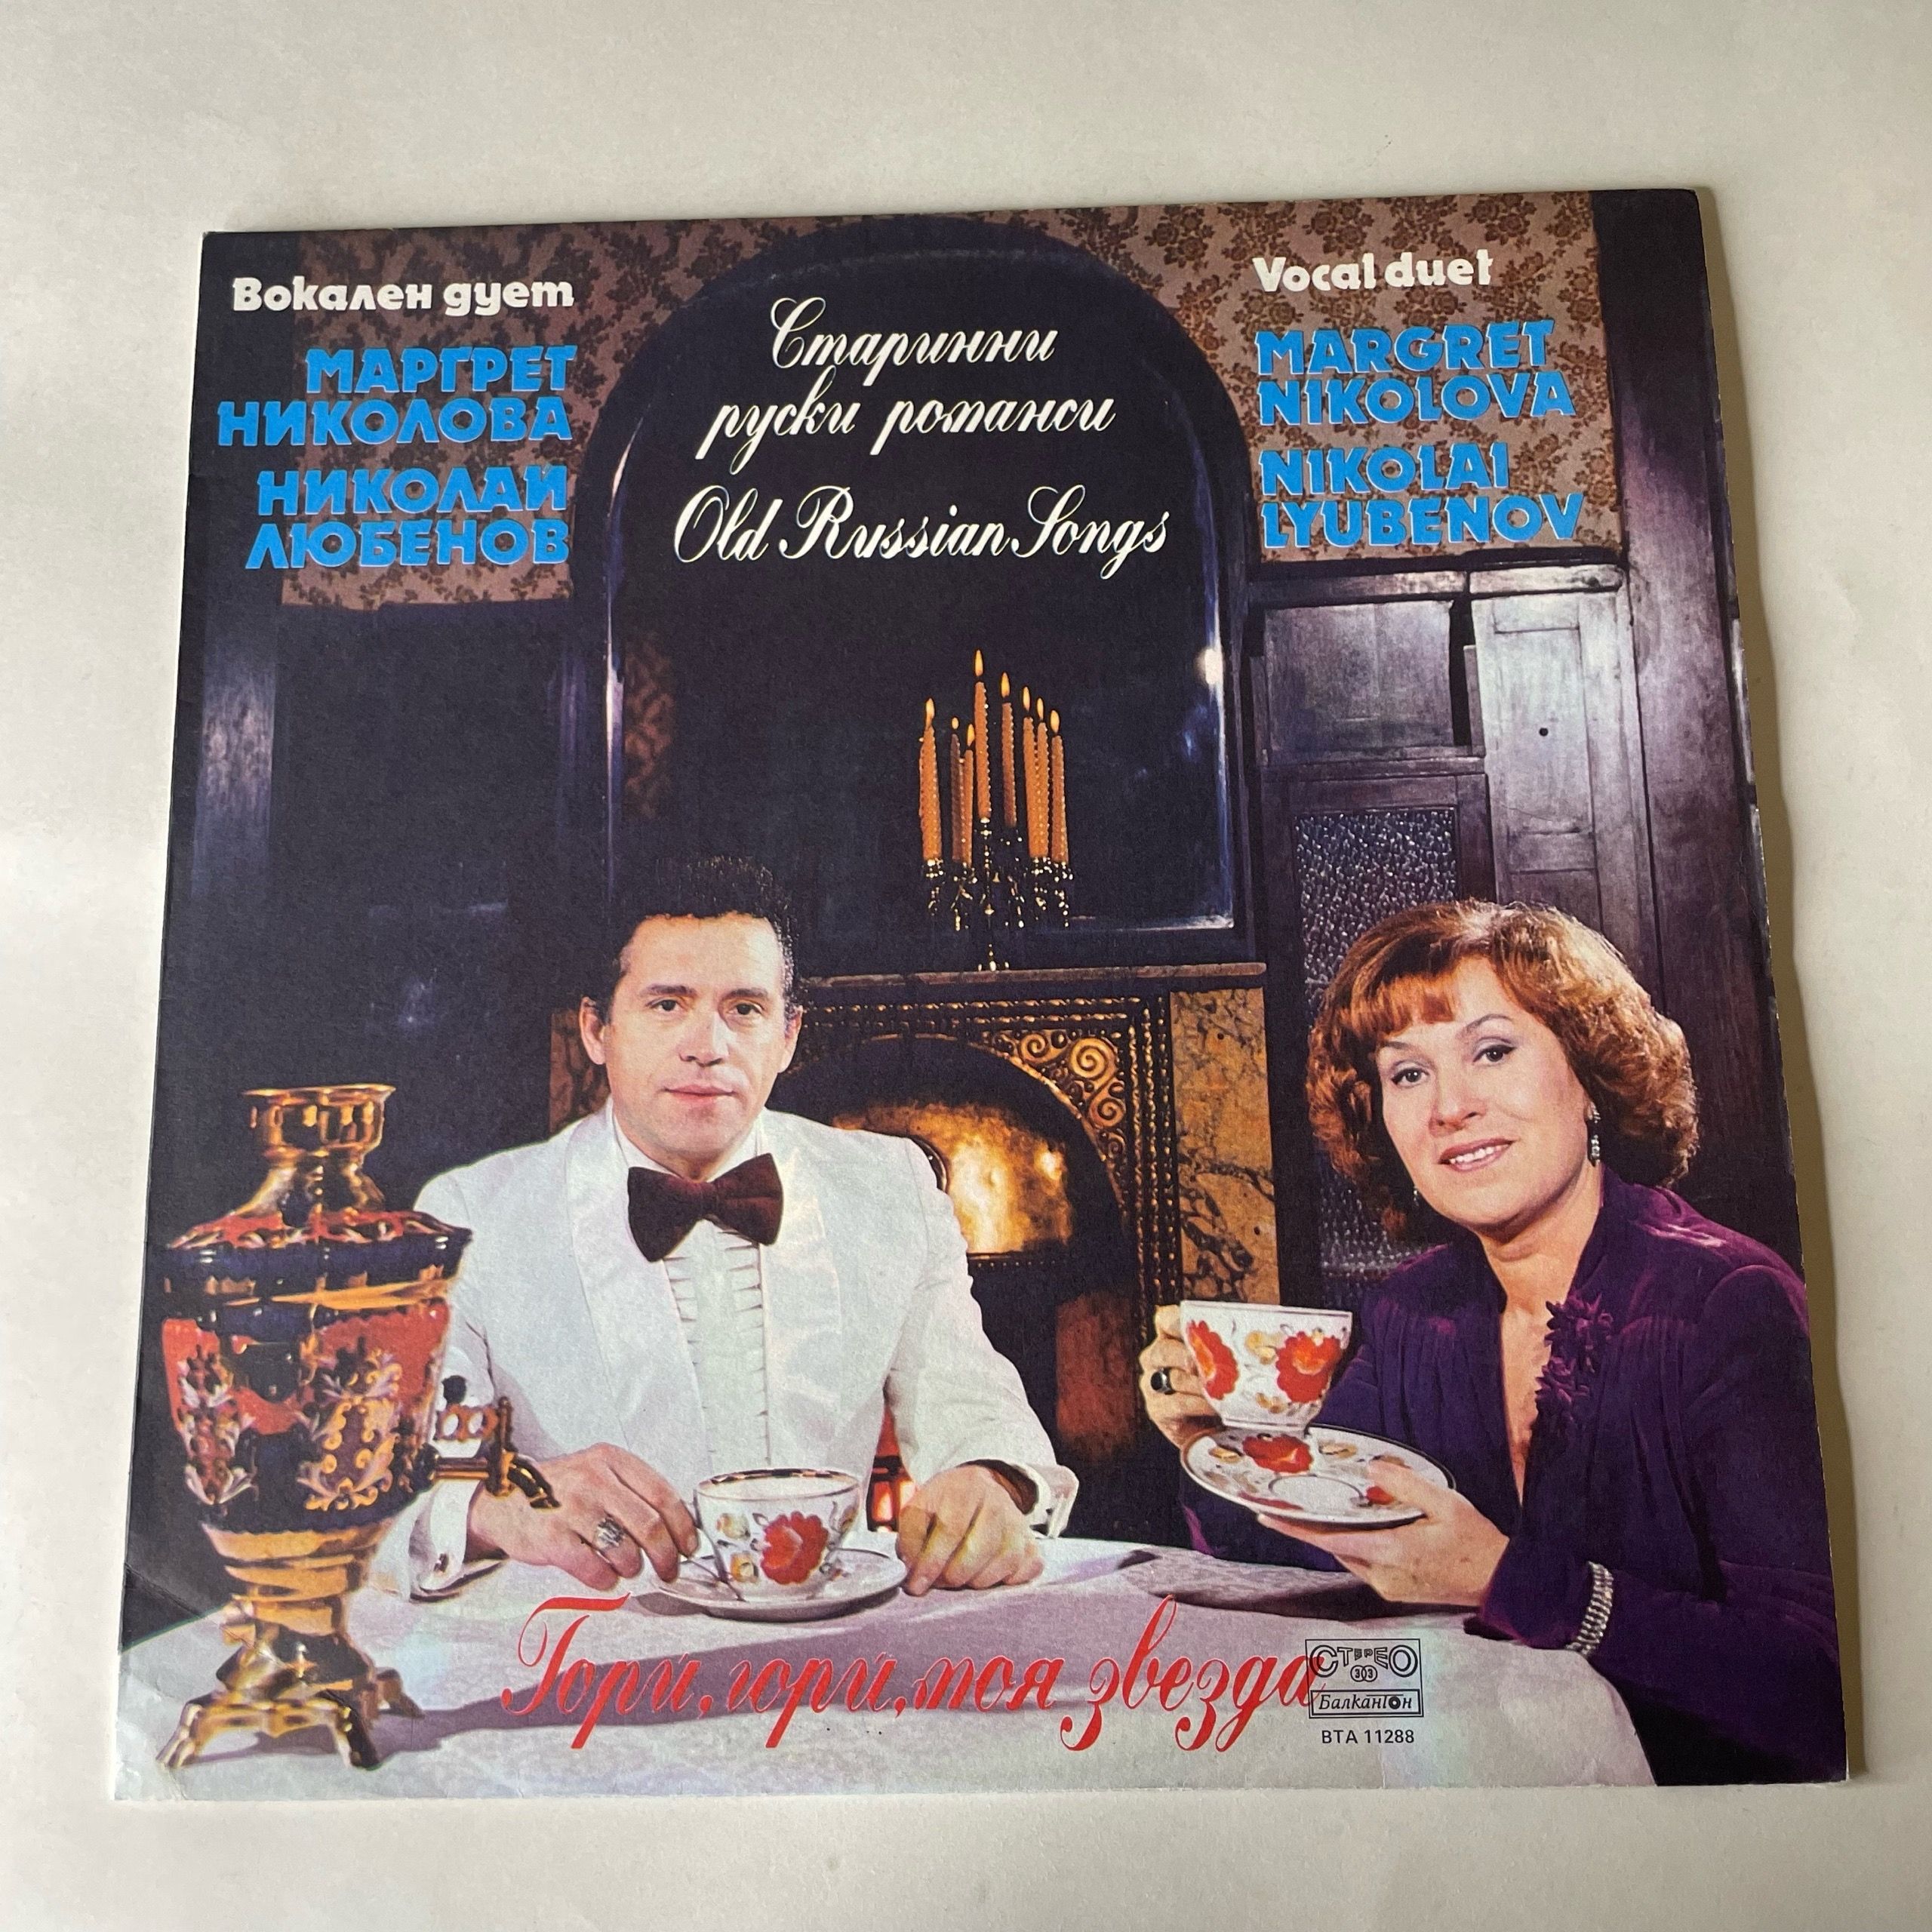 Вокален дует
МАРГРЕТ
НИКОЛОВА
НИКОЛАЙ
ЛЮБЕНОВ
Старинни
руски романси
Old Russian Songs
Vocal duet
MARGRET
NIKOLOVA
NIKOLAI
LYUBENOV
Гори, гори, моя звезда
СТЕРЕО
33
Балкантон
ВТА 11288